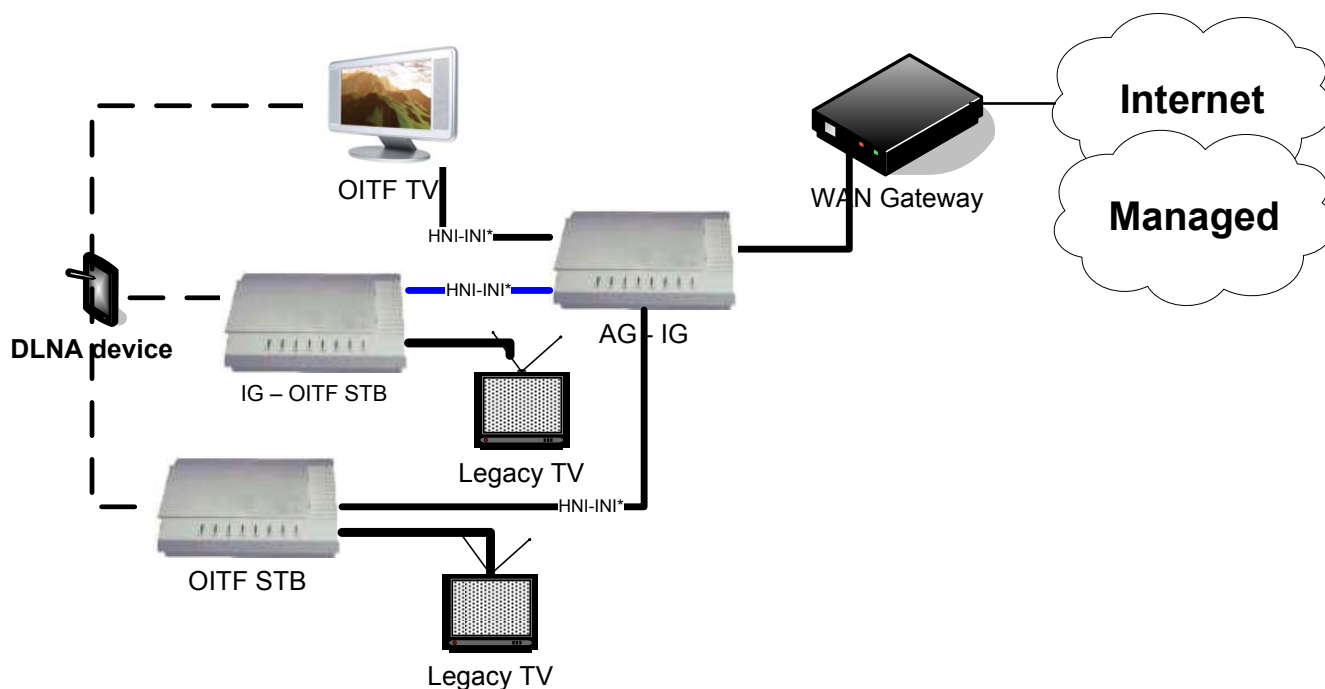 Internet
OITF TV
WAN Gateway
Managed
HNI-INI*
HNI-INI*
AG - IG
DLNA device
IG – OITF STB
Legacy TV
HNI-INI*
OITF STB
Legacy TV